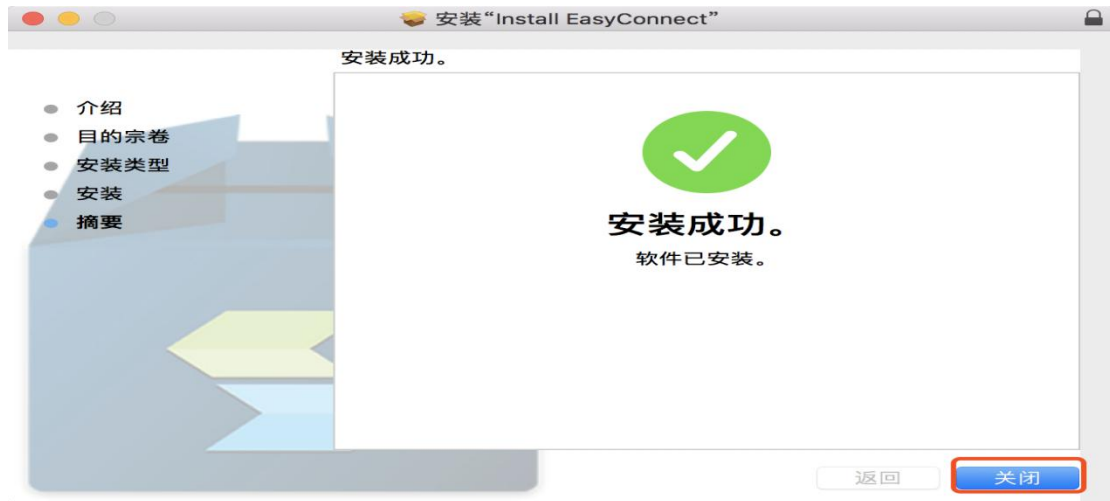 安装“Install EasyConnect”
安装成功。
介绍
目的宗卷
安装类型
安装
摘要
安装成功。
软件已安装。
返回
关闭